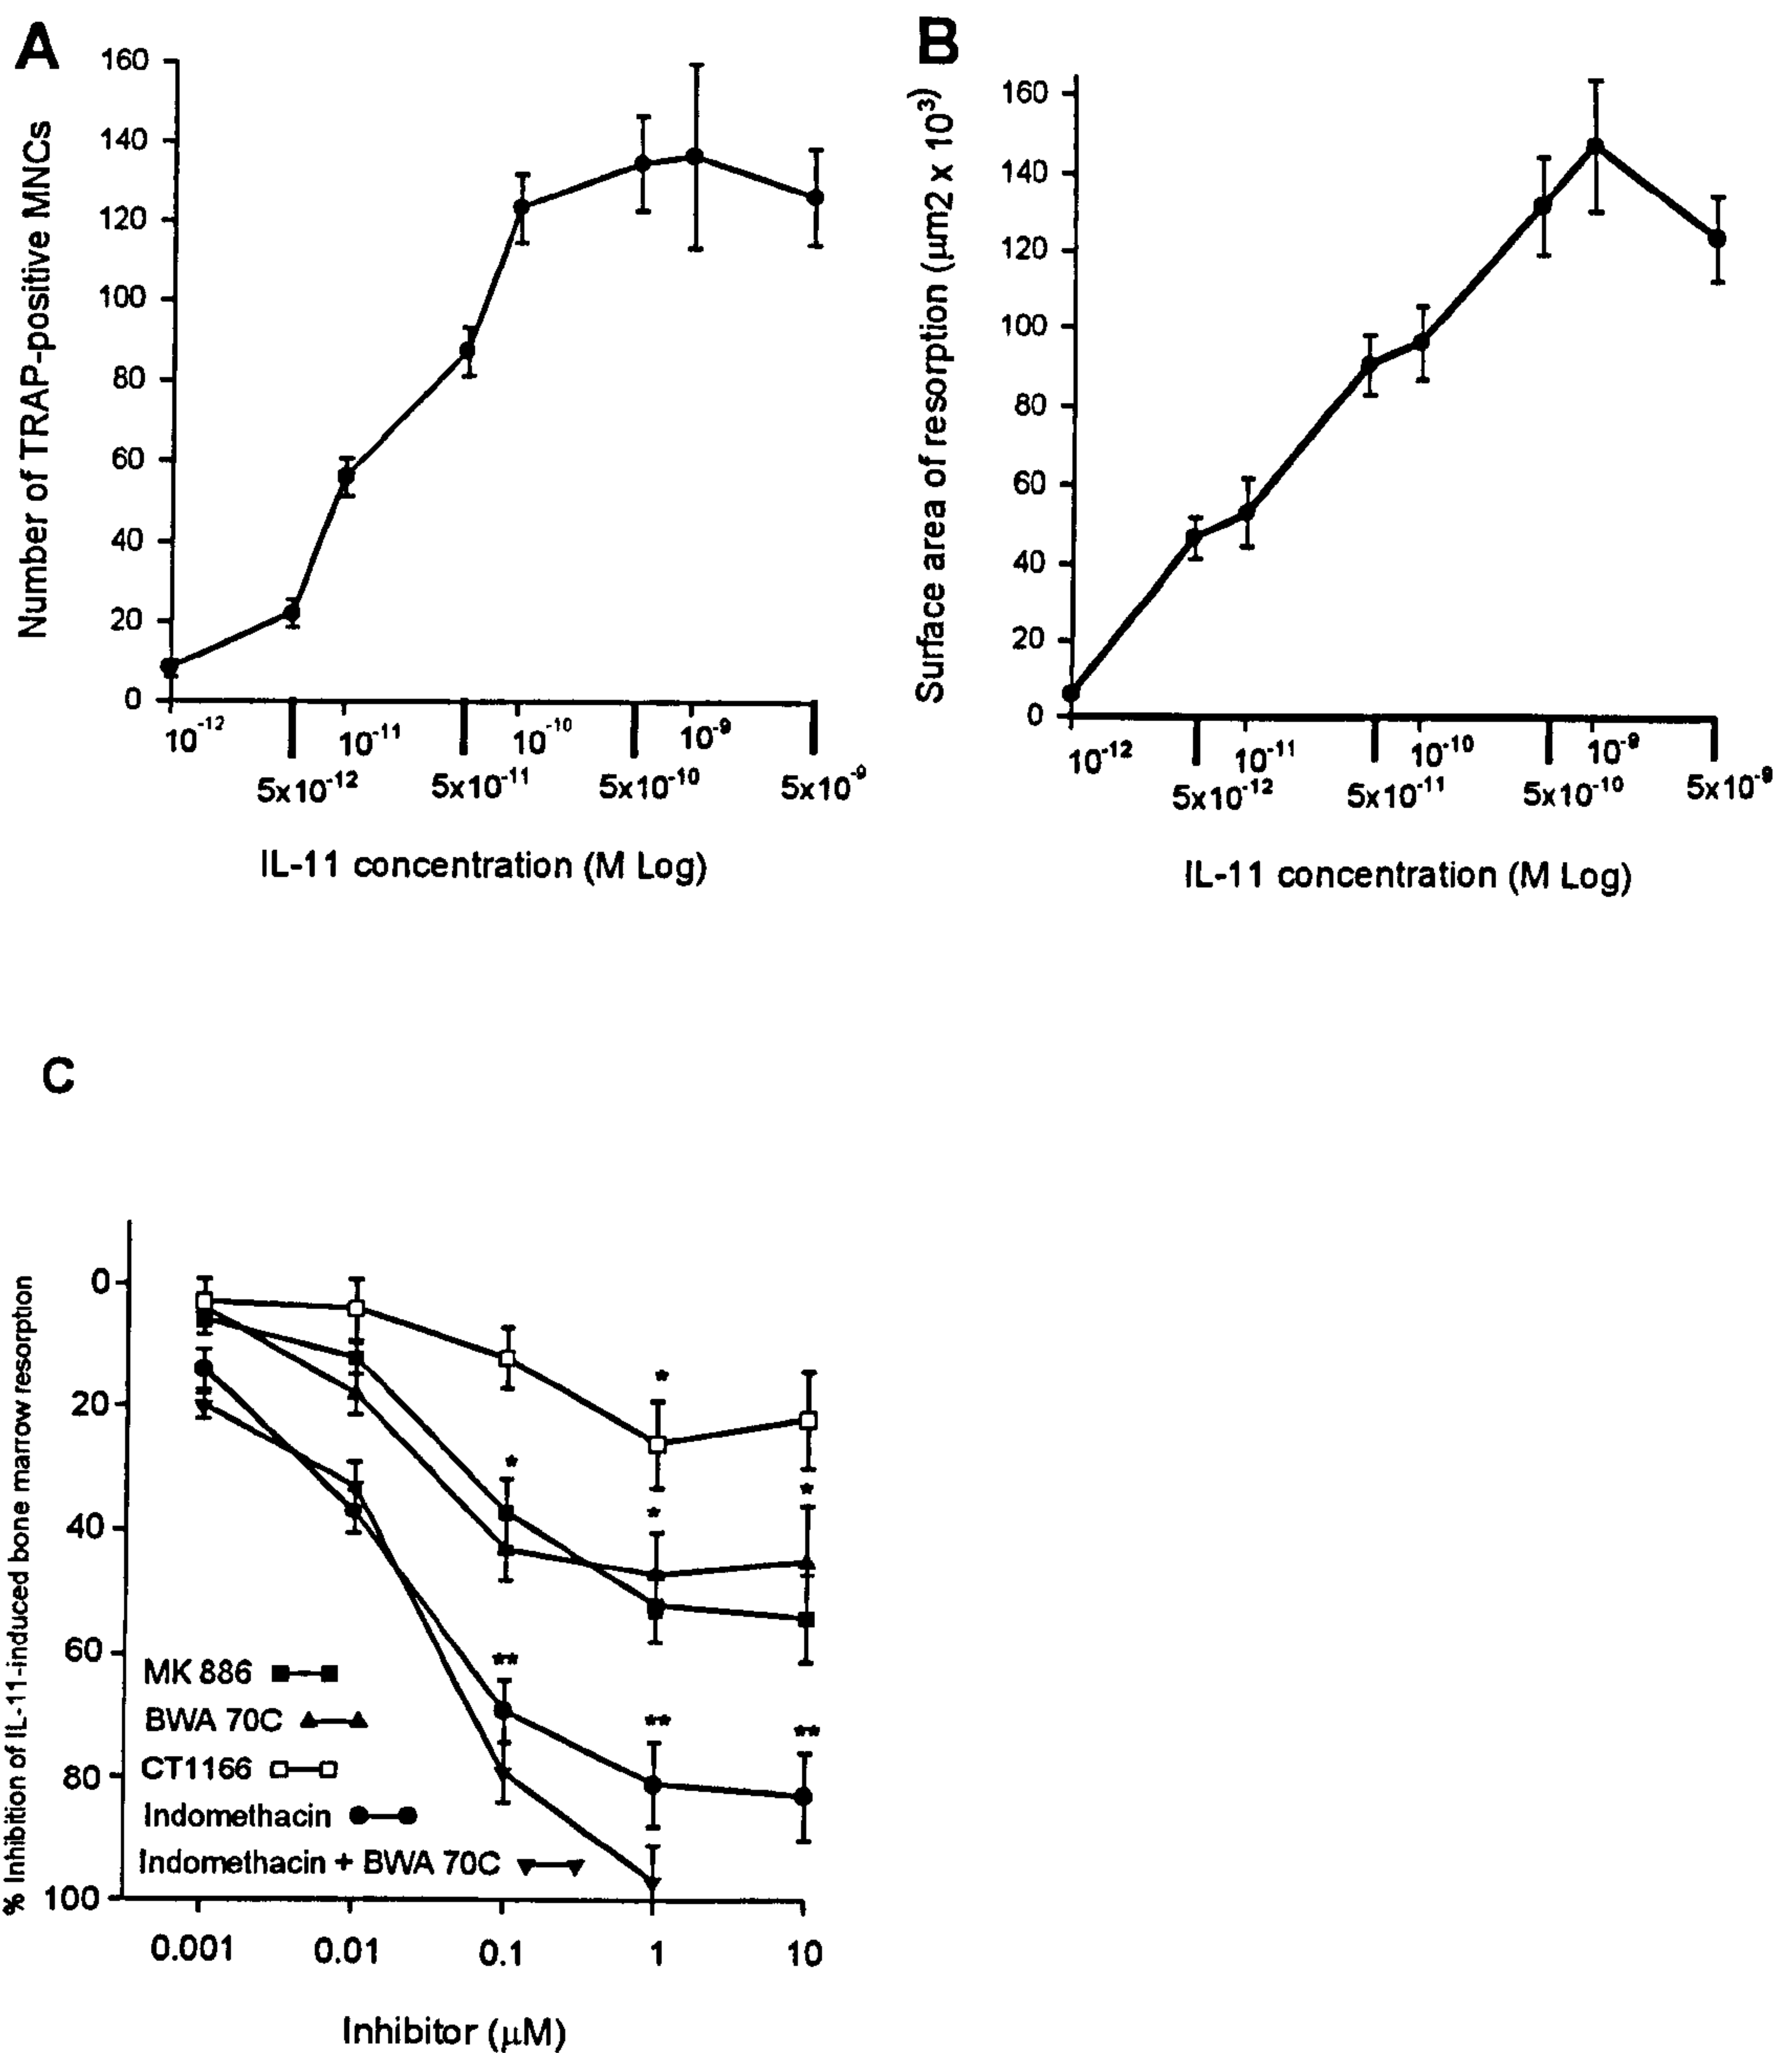 A
Number of TRAP-positive MNCs
160
140
120
100
80
60
40
20
0
10-12 10-11 10-10 10-9
5x10-12 5x10-11 5x10-10 5x10-9
IL-11 concentration (M Log)
B
Surface area of resorption (µm2 x 10³)
160
140
120
100
80
60
40
20
0
10-12 10-11 10-10 10-9
5x10-12 5x10-11 5x10-10 5x10-9
IL-11 concentration (M Log)
C
% Inhibition of IL-11-induced bone marrow resorption
0
20
40
60
80
100
*
*
*
*
**
**
**
MK 886
BWA 70C
CT1166
Indomethacin
Indomethacin + BWA 70C
0.001 0.01 0.1 1 10
Inhibitor (µM)